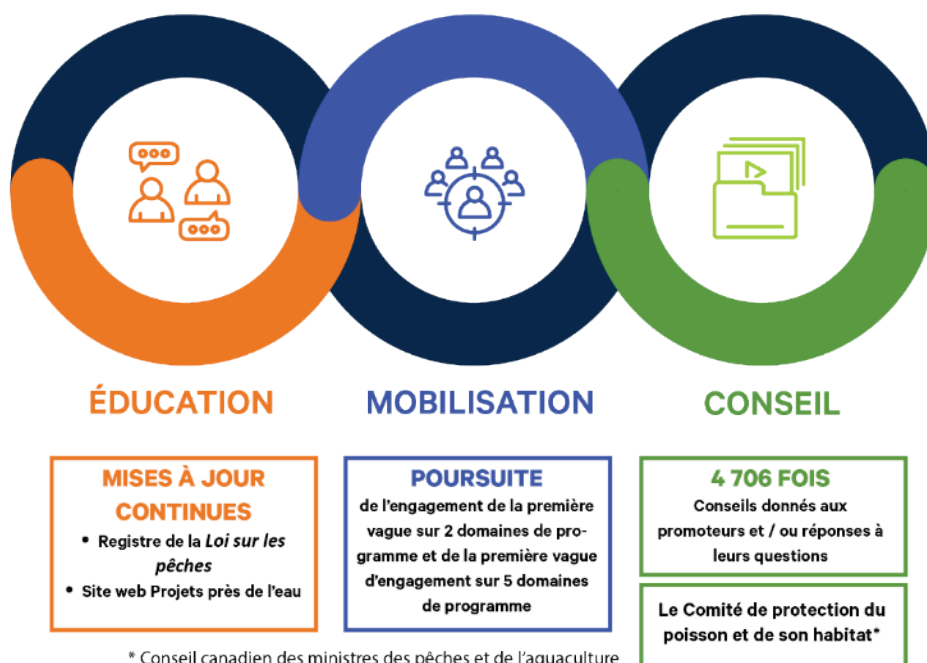 ÉDUCATION
MISES À JOUR
CONTINUES
• Registre de la Loi sur les
pêches
• Site web Projets près de l'eau
MOBILISATION
POURSUITE
de l'engagement de la première
vague sur 2 domaines de pro-
gramme et de la première vague
d'engagement sur 5 domaines
de programme
CONSEIL
4 706 FOIS
Conseils donnés aux
promoteurs et / ou réponses à
leurs questions
Le Comité de protection du
poisson et de son habitat*
* Conseil canadien des ministres des pêches et de l'aquaculture